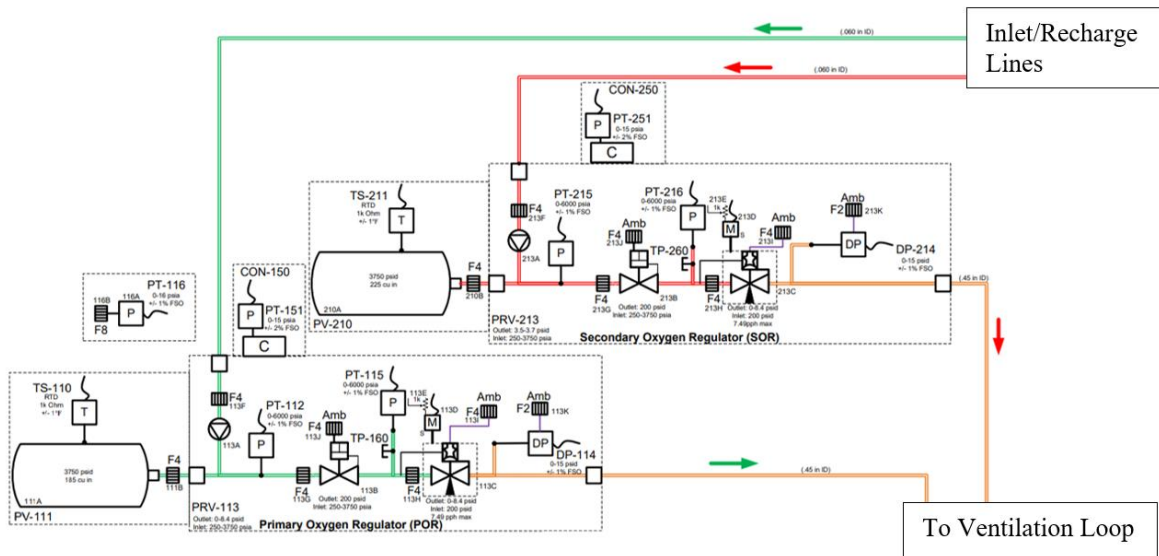 Inlet/Recharge
Lines
(.060 in ID)
(.060 in ID)
CON-250
PT-251
0-15 psia
+/- 2% FSO
P
C
TS-211
RTD
1k Ohm
+/- 1°F
T
3750 psid
225 cu in
210A
PV-210
F4
210B
F4
213F
213A
PT-215
0-6000 psia
+/- 1% FSO
P
Amb
F4
213J
F4
213G
213B
Outlet: 200 psid
Inlet: 250-3750 psia
PT-216
0-6000 psia
+/- 1% FSO
P
TP-260
213E
1k
213D
M
S
F4
213H
Amb
F4
213I
213C
Outlet: 0-8.4 psid
Inlet: 200 psid
7.49pph max
Amb
F2
213K
DP
DP-214
0-15 psid
+/- 1% FSO
(.45 in ID)
PRV-213
Outlet: 3.5-3.7 psid
Inlet: 250-3750 psia
Secondary Oxygen Regulator (SOR)
PT-116
0-16 psia
+/- 1% FSO
116B
116A
P
F8
CON-150
PT-151
0-15 psia
+/- 2% FSO
P
C
TS-110
RTD
1k Ohm
+/- 1°F
T
3750 psid
185 cu in
111A
PV-111
F4
111B
F4
113F
113A
PT-112
0-6000 psia
+/- 1% FSO
P
Amb
F4
113J
F4
113G
113B
Outlet: 200 psid
Inlet: 250-3750 psia
PT-115
0-6000 psia
+/- 1% FSO
P
TP-160
113E
1k
113D
M
S
F4
113H
Amb
F4
113I
113C
Outlet: 0-8.4 psid
Inlet: 200 psid
7.49 pph max
Amb
F2
113K
DP
DP-114
0-15 psid
+/- 1% FSO
(.45 in ID)
PRV-113
Outlet: 0-8.4 psid
Inlet: 250-3750 psia
Primary Oxygen Regulator (POR)
To Ventilation Loop